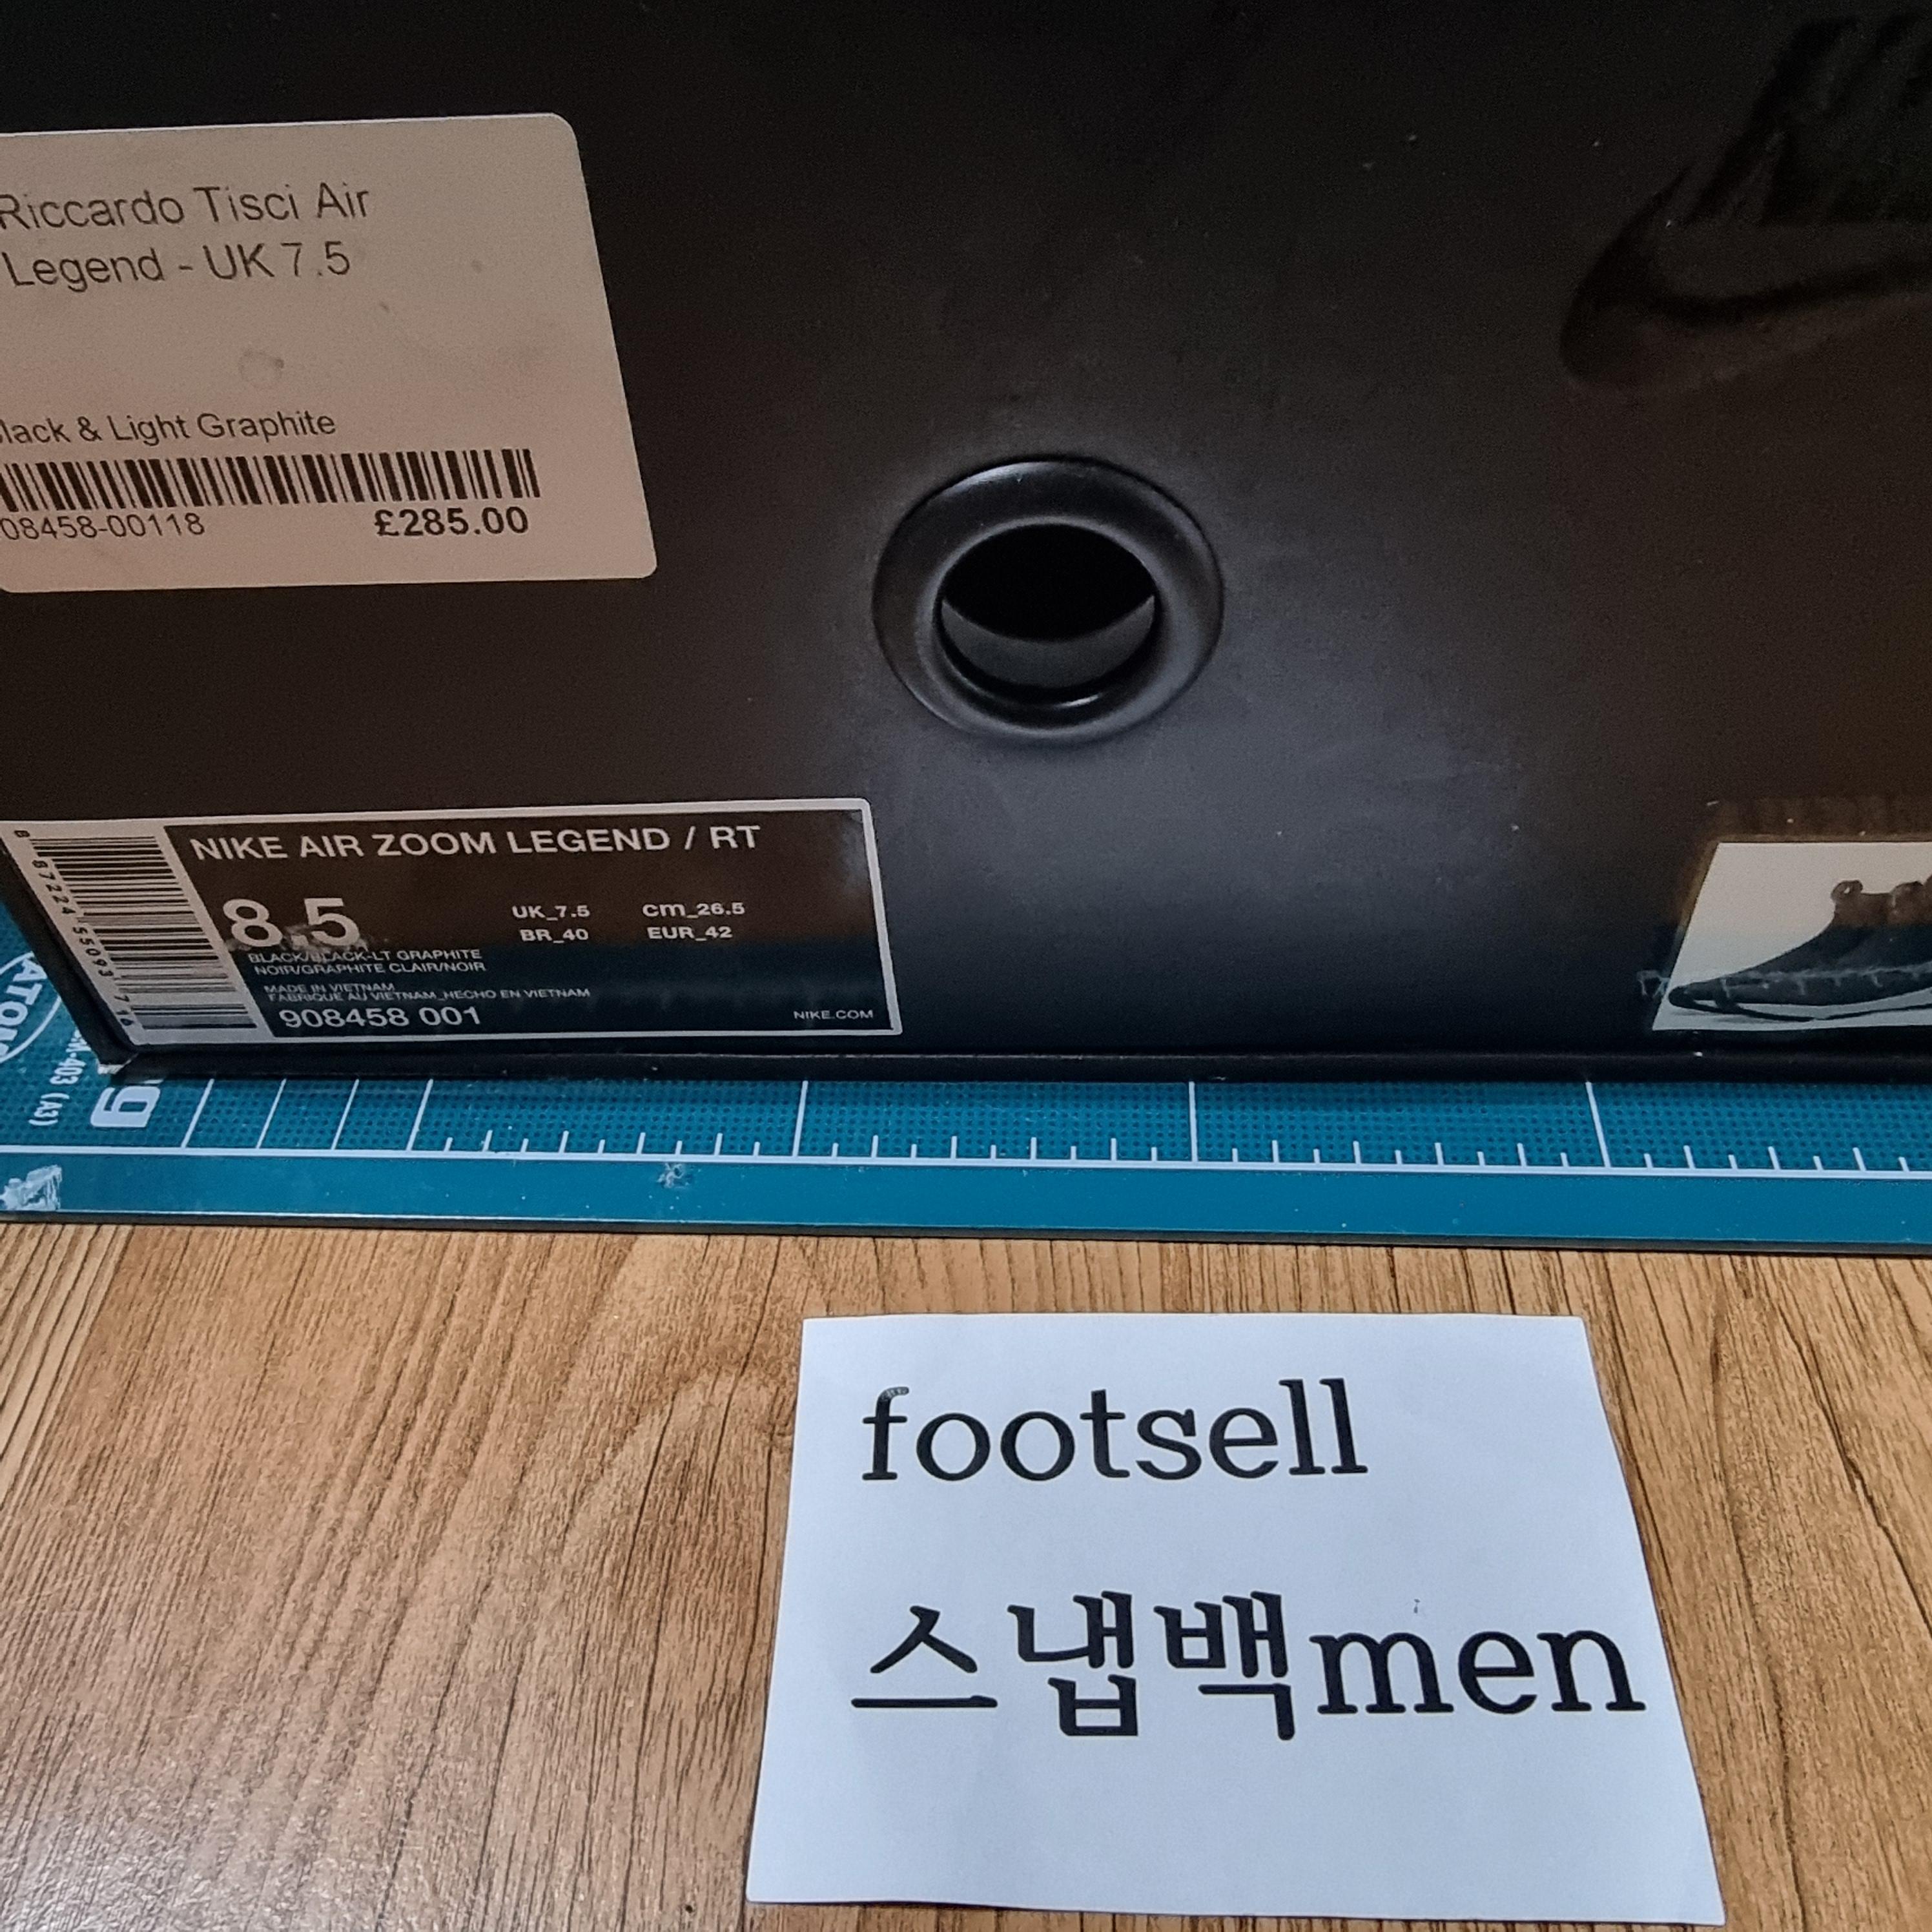 Riccardo Tisci Air
Legend - UK 7.5
lack & Light Graphite
08458-00118 £285.00
NIKE AIR ZOOM LEGEND / RT
8.5 UK_7.5 cm_26.5
BR_40 EUR_42
BLACK/BLACK-LT GRAPHITE
NOIR/GRAPHITE CLAIR/NOIR
MADE IN VIETNAM
FABRIQUE AU VIETNAM_HECHO EN VIETNAM
908458 001 NIKE.COM
(A3)
footsell
스냅백men